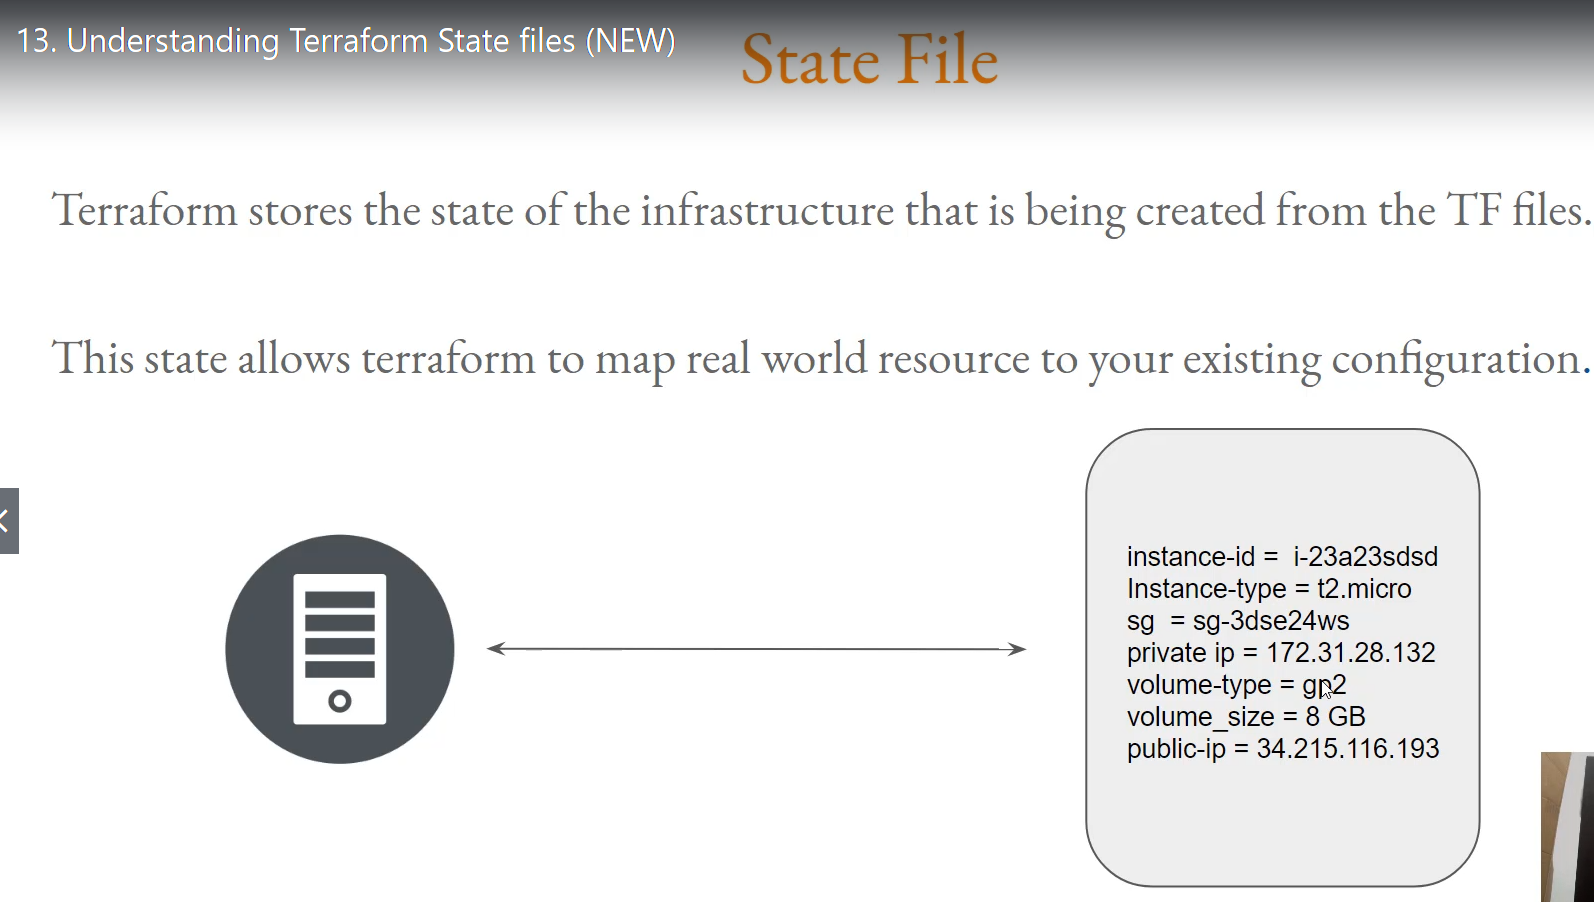 13. Understanding Terraform State files (NEW)
State File
Terraform stores the state of the infrastructure that is being created from the TF files.
This state allows terraform to map real world resource to your existing configuration.
instance-id =  i-23a23sdsd
Instance-type = t2.micro
sg  = sg-3dse24ws
private ip = 172.31.28.132
volume-type = gp2
volume_size = 8 GB
public-ip = 34.215.116.193